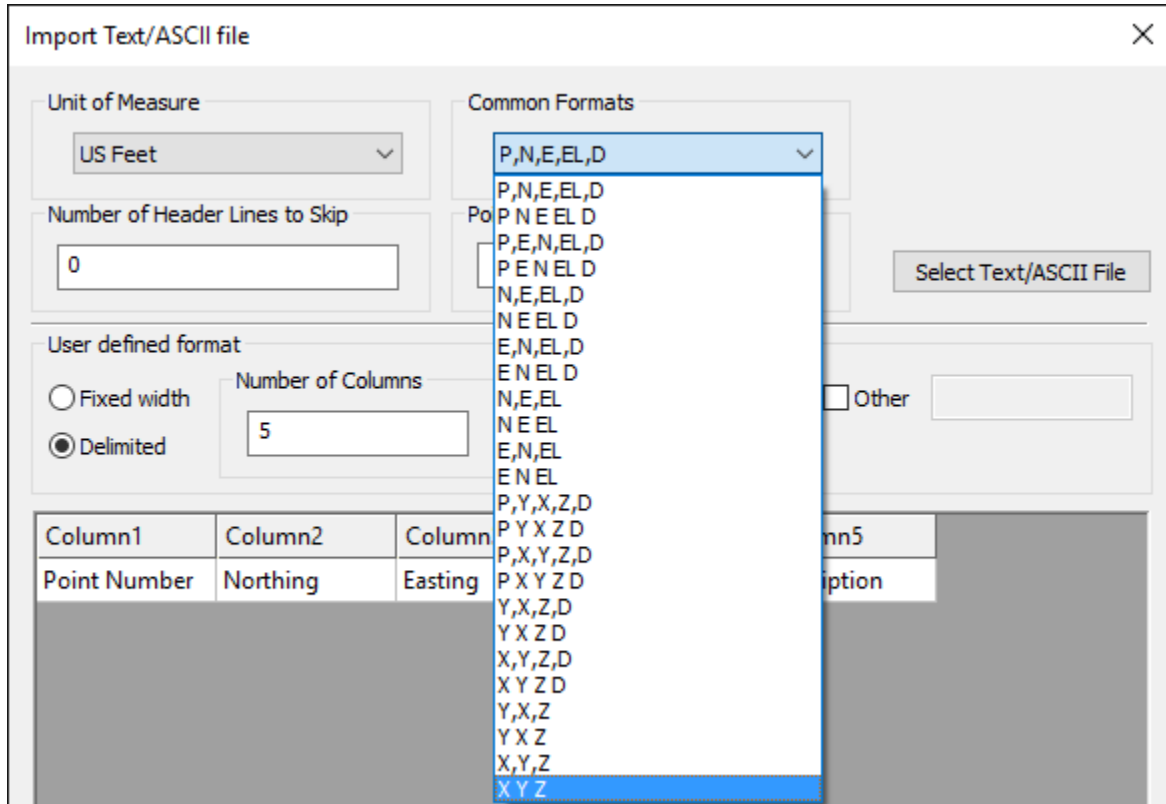 Import Text/ASCII file
Unit of Measure
US Feet
Common Formats
P,N,E,EL,D
P,N,E,EL,D
P N E EL D
P,E,N,EL,D
P E N EL D
N,E,EL,D
N E EL D
E,N,EL,D
E N EL D
N,E,EL
N E EL
E,N,EL
E N EL
P,Y,X,Z,D
P Y X Z D
P,X,Y,Z,D
P X Y Z D
Y,X,Z,D
Y X Z D
X,Y,Z,D
X Y Z D
Y,X,Z
Y X Z
X,Y,Z
X Y Z
Number of Header Lines to Skip
0
Select Text/ASCII File
User defined format
Fixed width
Delimited
Number of Columns
5
Other
Column1 Column2 Column
Point Number Northing Easting